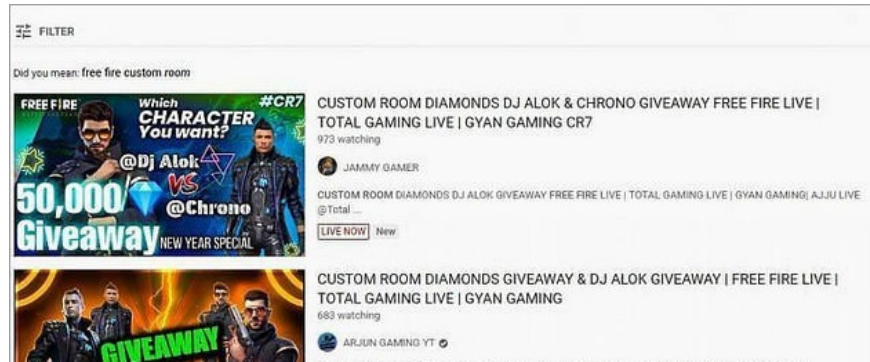 FILTER
Did you mean: free fire custom room
FREE FIRE
Which
CHARACTER
You want?
#CR7
@Dj Alok
VS
@Chrono
50,000/
Giveaway
NEW YEAR SPECIAL
CUSTOM ROOM DIAMONDS DJ ALOK & CHRONO GIVEAWAY FREE FIRE LIVE |
TOTAL GAMING LIVE | GYAN GAMING CR7
973 watching
JAMMY GAMER
CUSTOM ROOM DIAMONDS DJ ALOK GIVEAWAY FREE FIRE LIVE | TOTAL GAMING LIVE | GYAN GAMING| AJJU LIVE
@Total ...
LIVE NOW New
GIVEAWAY
CUSTOM ROOM DIAMONDS GIVEAWAY & DJ ALOK GIVEAWAY | FREE FIRE LIVE |
TOTAL GAMING LIVE | GYAN GAMING
683 watching
ARJUN GAMING YT